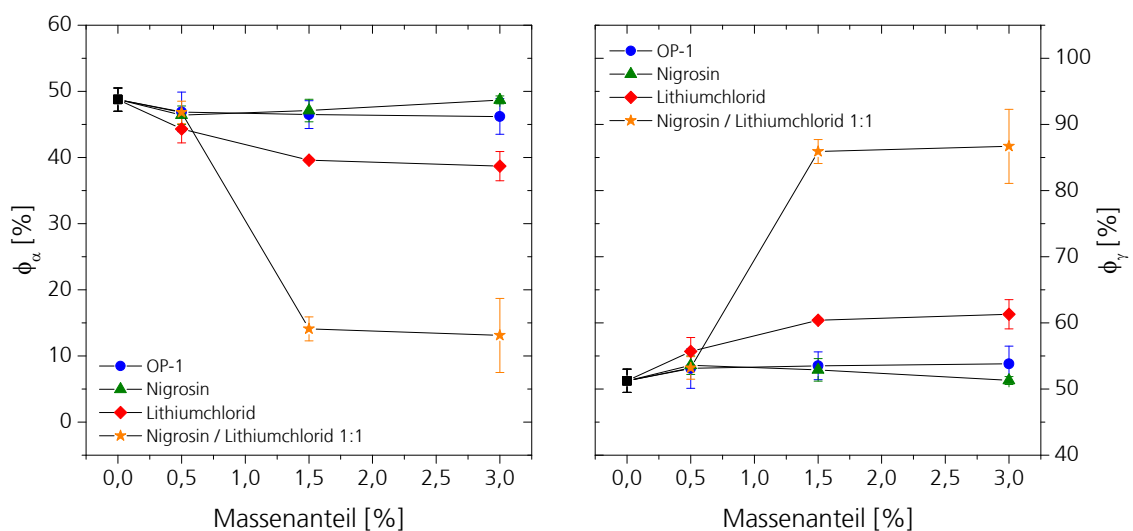 60
50
40
30
20
10
0
ϕα [%]
OP-1
Nigrosin
Lithiumchlorid
Nigrosin / Lithiumchlorid 1:1
0,0 0,5 1,0 1,5 2,0 2,5 3,0
Massenanteil [%]
OP-1
Nigrosin
Lithiumchlorid
Nigrosin / Lithiumchlorid 1:1
100
90
80
70
60
50
40
ϕγ [%]
0,0 0,5 1,0 1,5 2,0 2,5 3,0
Massenanteil [%]